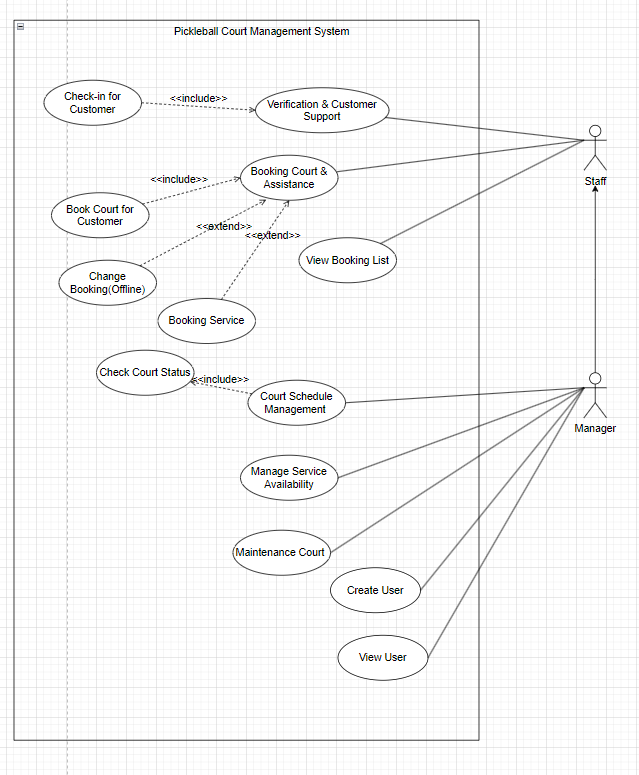 Pickleball Court Management System
Check-in for
Customer
<<include>>
Verification & Customer
Support
Staff
Booking Court &
Assistance
<<include>>
Book Court for
Customer
<<extend>>
<<extend>>
View Booking List
Change
Booking(Offline)
Booking Service
Check Court Status
<<include>>
Court Schedule
Management
Manager
Manage Service
Availability
Maintenance Court
Create User
View User